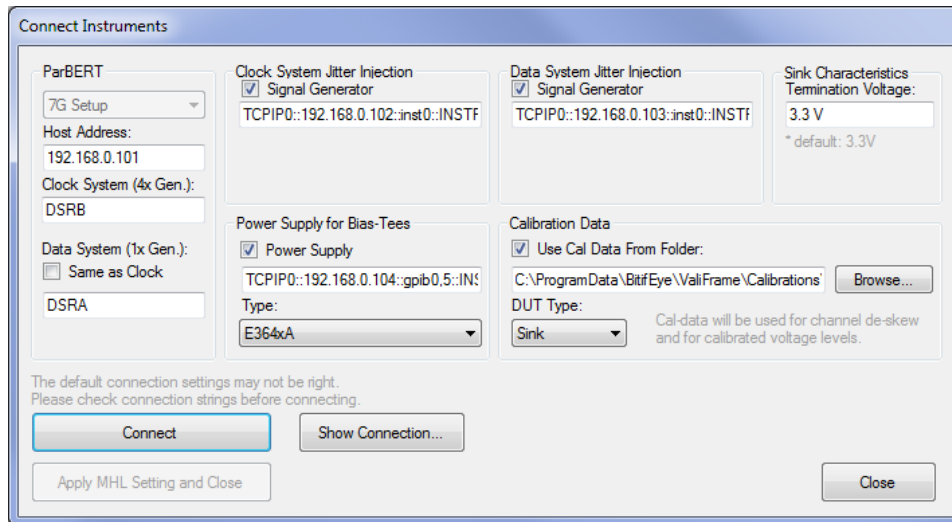 Connect Instruments
ParBERT
7G Setup
Host Address:
192.168.0.101
Clock System (4x Gen.):
DSRB
Data System (1x Gen.):
Same as Clock
DSRA
Clock System Jitter Injection
Signal Generator
TCPIP0::192.168.0.102::inst0::INSTF
Data System Jitter Injection
Signal Generator
TCPIP0::192.168.0.103::inst0::INSTF
Sink Characteristics
Termination Voltage:
3.3 V
* default: 3.3V
Power Supply for Bias-Tees
Power Supply
TCPIP0::192.168.0.104::gpib0,5::INS
Type:
E364xA
Calibration Data
Use Cal Data From Folder:
C:\ProgramData\BitifEye\ValiFrame\Calibrations\
Browse...
DUT Type:
Sink
Cal-data will be used for channel de-skew
and for calibrated voltage levels.
The default connection settings may not be right.
Please check connection strings before connecting.
Connect
Show Connection...
Apply MHL Setting and Close
Close